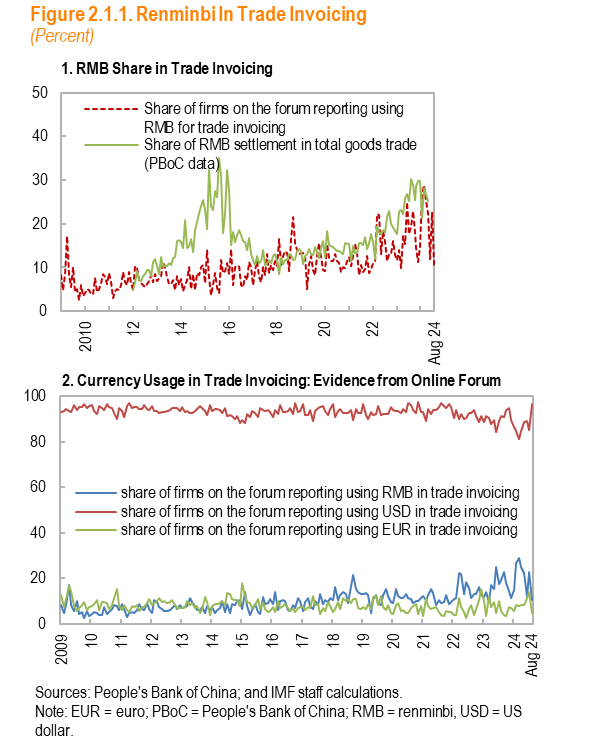 Figure 2.1.1. Renminbi In Trade Invoicing
(Percent)
1. RMB Share in Trade Invoicing
50
Share of firms on the forum reporting using
RMB for trade invoicing
40
Share of RMB settlement in total goods trade
(PBoC data)
30
20
10
0
2010 12 14 16 18 20 22 Aug 24
2. Currency Usage in Trade Invoicing: Evidence from Online Forum
100
80
60
share of firms on the forum reporting using RMB in trade invoicing
share of firms on the forum reporting using USD in trade invoicing
share of firms on the forum reporting using EUR in trade invoicing
40
20
0
2009 10 11 12 13 14 15 16 17 18 19 20 21 22 23 24 Aug 24
Sources: People's Bank of China; and IMF staff calculations.
Note: EUR = euro; PBoC = People's Bank of China; RMB = renminbi, USD = US
dollar.